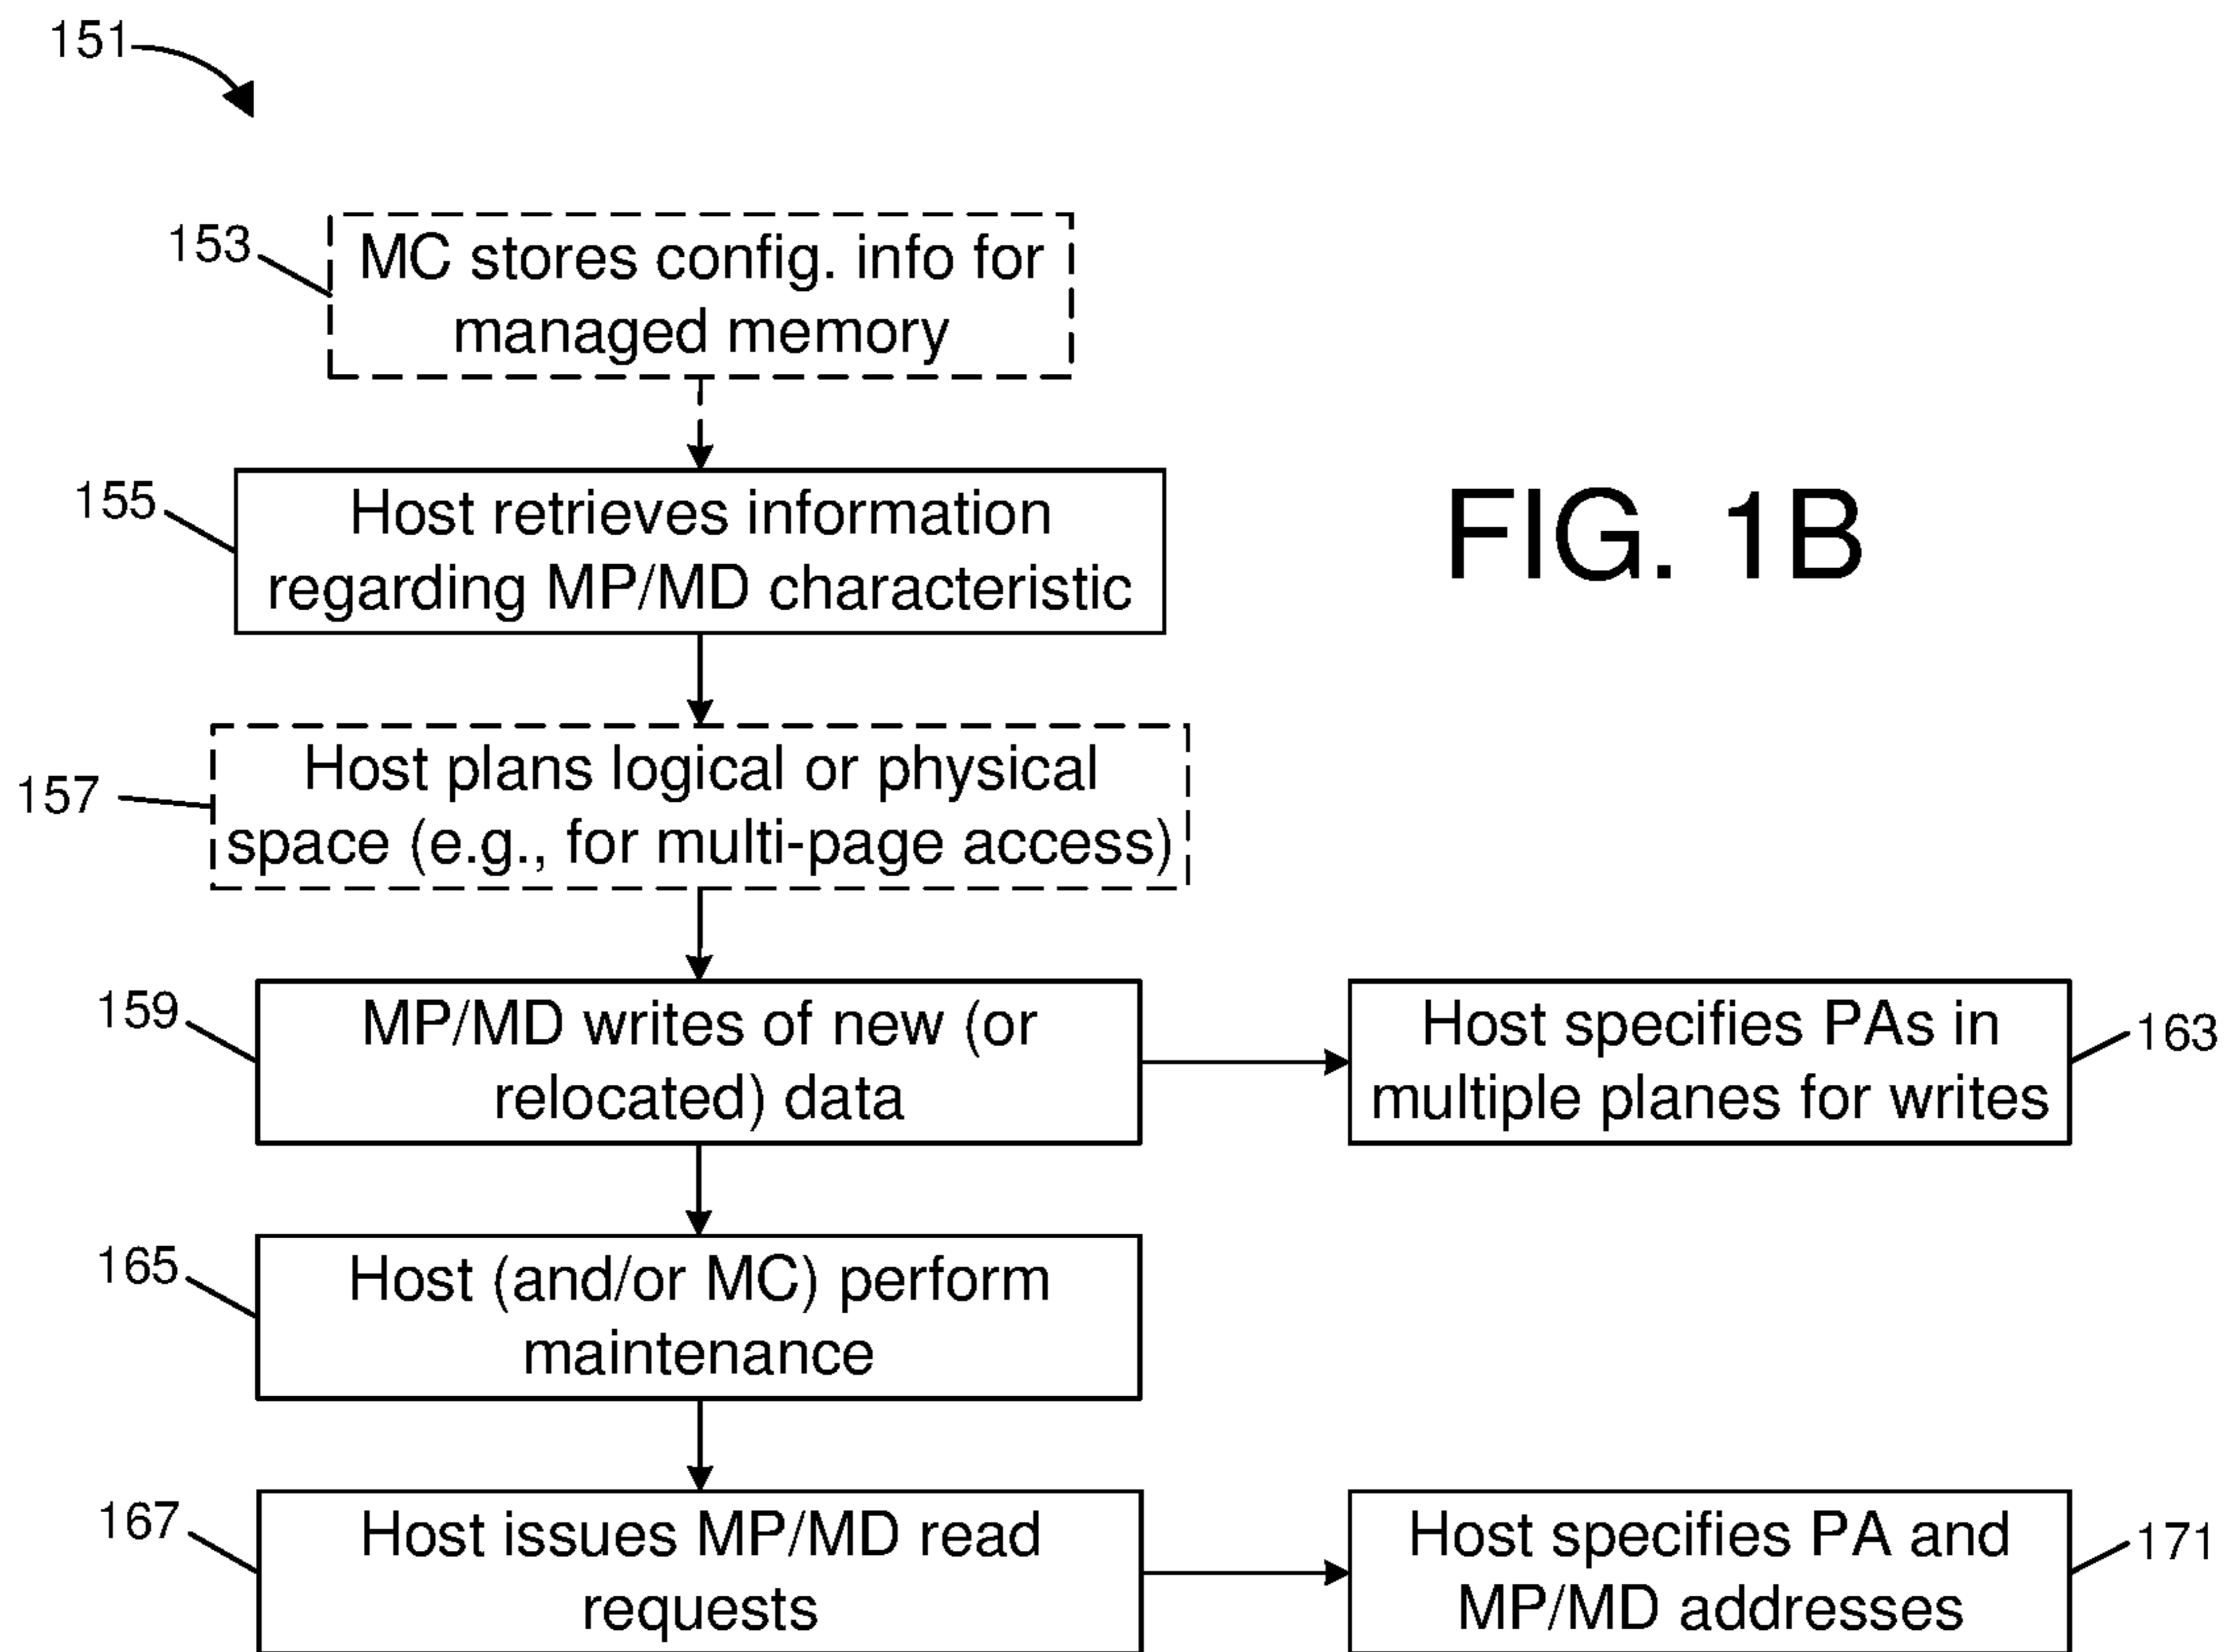 151
153
MC stores config. info for
managed memory
155
Host retrieves information
regarding MP/MD characteristic
FIG. 1B
157
Host plans logical or physical
space (e.g., for multi-page access)
159
MP/MD writes of new (or
relocated) data
Host specifies PAs in
multiple planes for writes
163
165
Host (and/or MC) perform
maintenance
167
Host issues MP/MD read
requests
Host specifies PA and
MP/MD addresses
171